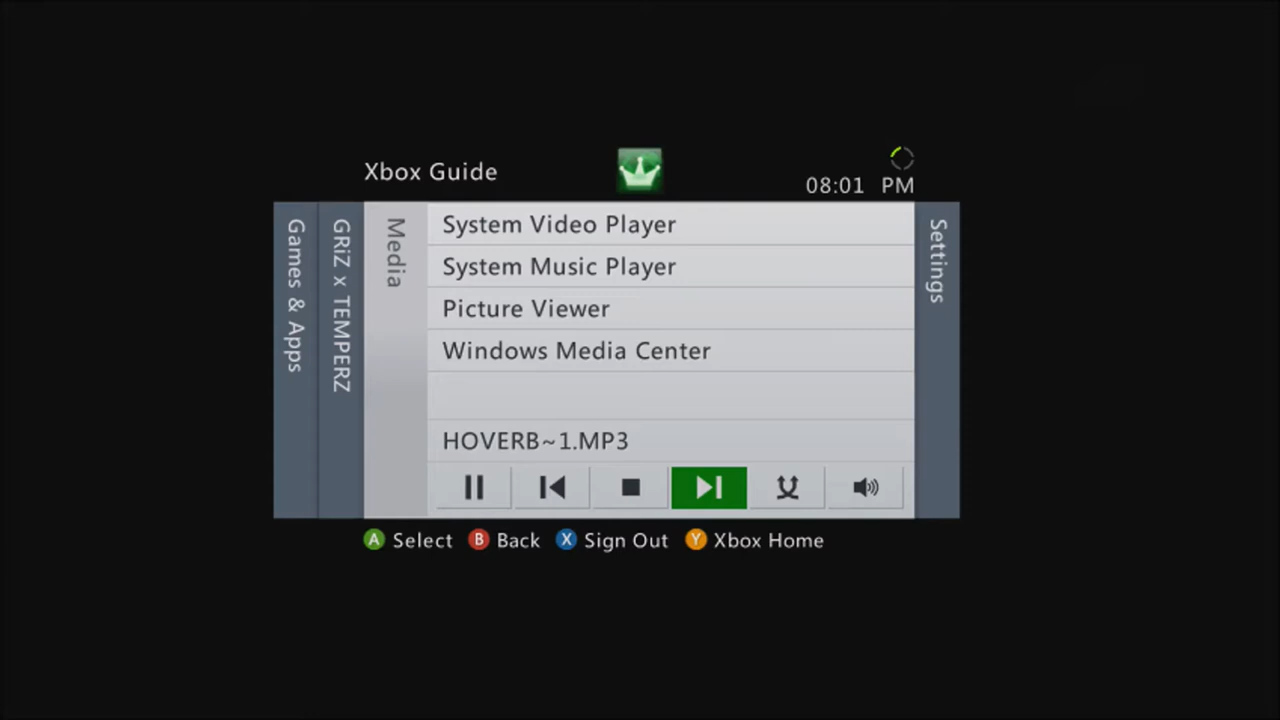 Xbox Guide
08:01 PM
Games & Apps
GRiZ x TEMPERZ
Media
System Video Player
System Music Player
Picture Viewer
Windows Media Center
HOVERB~1.MP3
Settings
A Select B Back X Sign Out Y Xbox Home